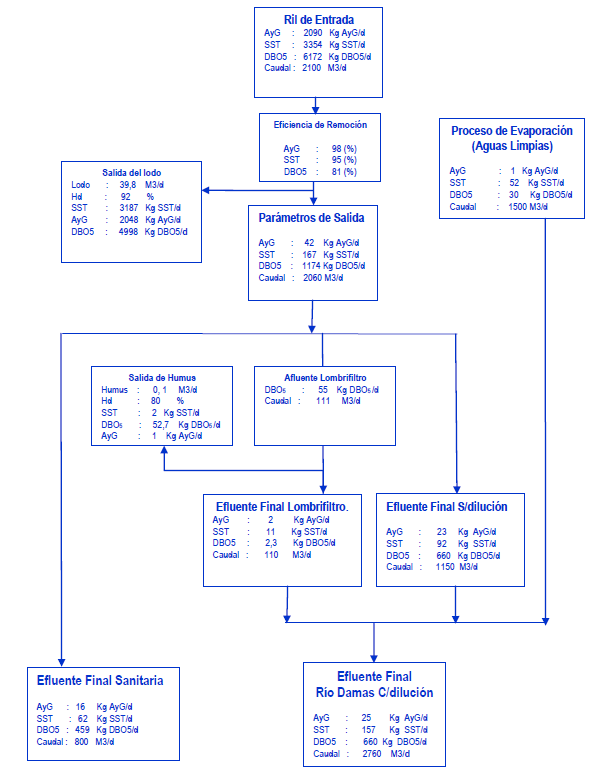 Ril de Entrada
AyG : 2090 Kg AyG/d
SST : 3354 Kg SST/d
DBO5 : 6172 Kg DBO5/d
Caudal : 2100 M3/d
Eficiencia de Remoción
AyG : 98 (%)
SST : 95 (%)
DBO5 : 81 (%)
Proceso de Evaporación
(Aguas Limpias)
AyG : 1 Kg AyG/d
SST : 52 Kg SST/d
DBO5 : 30 Kg DBO5/d
Caudal : 1500 M3/d
Salida del lodo
Lodo : 39,8 M3/d
Hd : 92 %
SST : 3187 Kg SST/d
AyG : 2048 Kg AyG/d
DBO5 : 4998 Kg DBO5/d
Parámetros de Salida
AyG : 42 Kg AyG/d
SST : 167 Kg SST/d
DBO5 : 1174 Kg DBO5/d
Caudal : 2060 M3/d
Salida de Humus
Humus : 0, 1 M3/d
Hd : 80 %
SST : 2 Kg SST/d
DBO5 : 52,7 Kg DBO5/d
AyG : 1 Kg AyG/d
Afluente Lombrifiltro
DBO5 : 55 Kg DBO5/d
Caudal : 111 M3/d
Efluente Final Lombrifiltro.
AyG : 2 Kg AyG/d
SST : 11 Kg SST/d
DBO5 : 2,3 Kg DBO5/d
Caudal : 110 M3/d
Efluente Final S/dilución
AyG : 23 Kg AyG/d
SST : 92 Kg SST/d
DBO5 : 660 Kg DBO5/d
Caudal : 1150 M3/d
Efluente Final Sanitaria
AyG : 16 Kg AyG/d
SST : 62 Kg SST/d
DBO5 : 459 Kg DBO5/d
Caudal : 800 M3/d
Efluente Final
Rio Damas C/dilución
AyG : 25 Kg AyG/d
SST : 157 Kg SST/d
DBO5 : 660 Kg DBO5/d
Caudal : 2760 M3/d